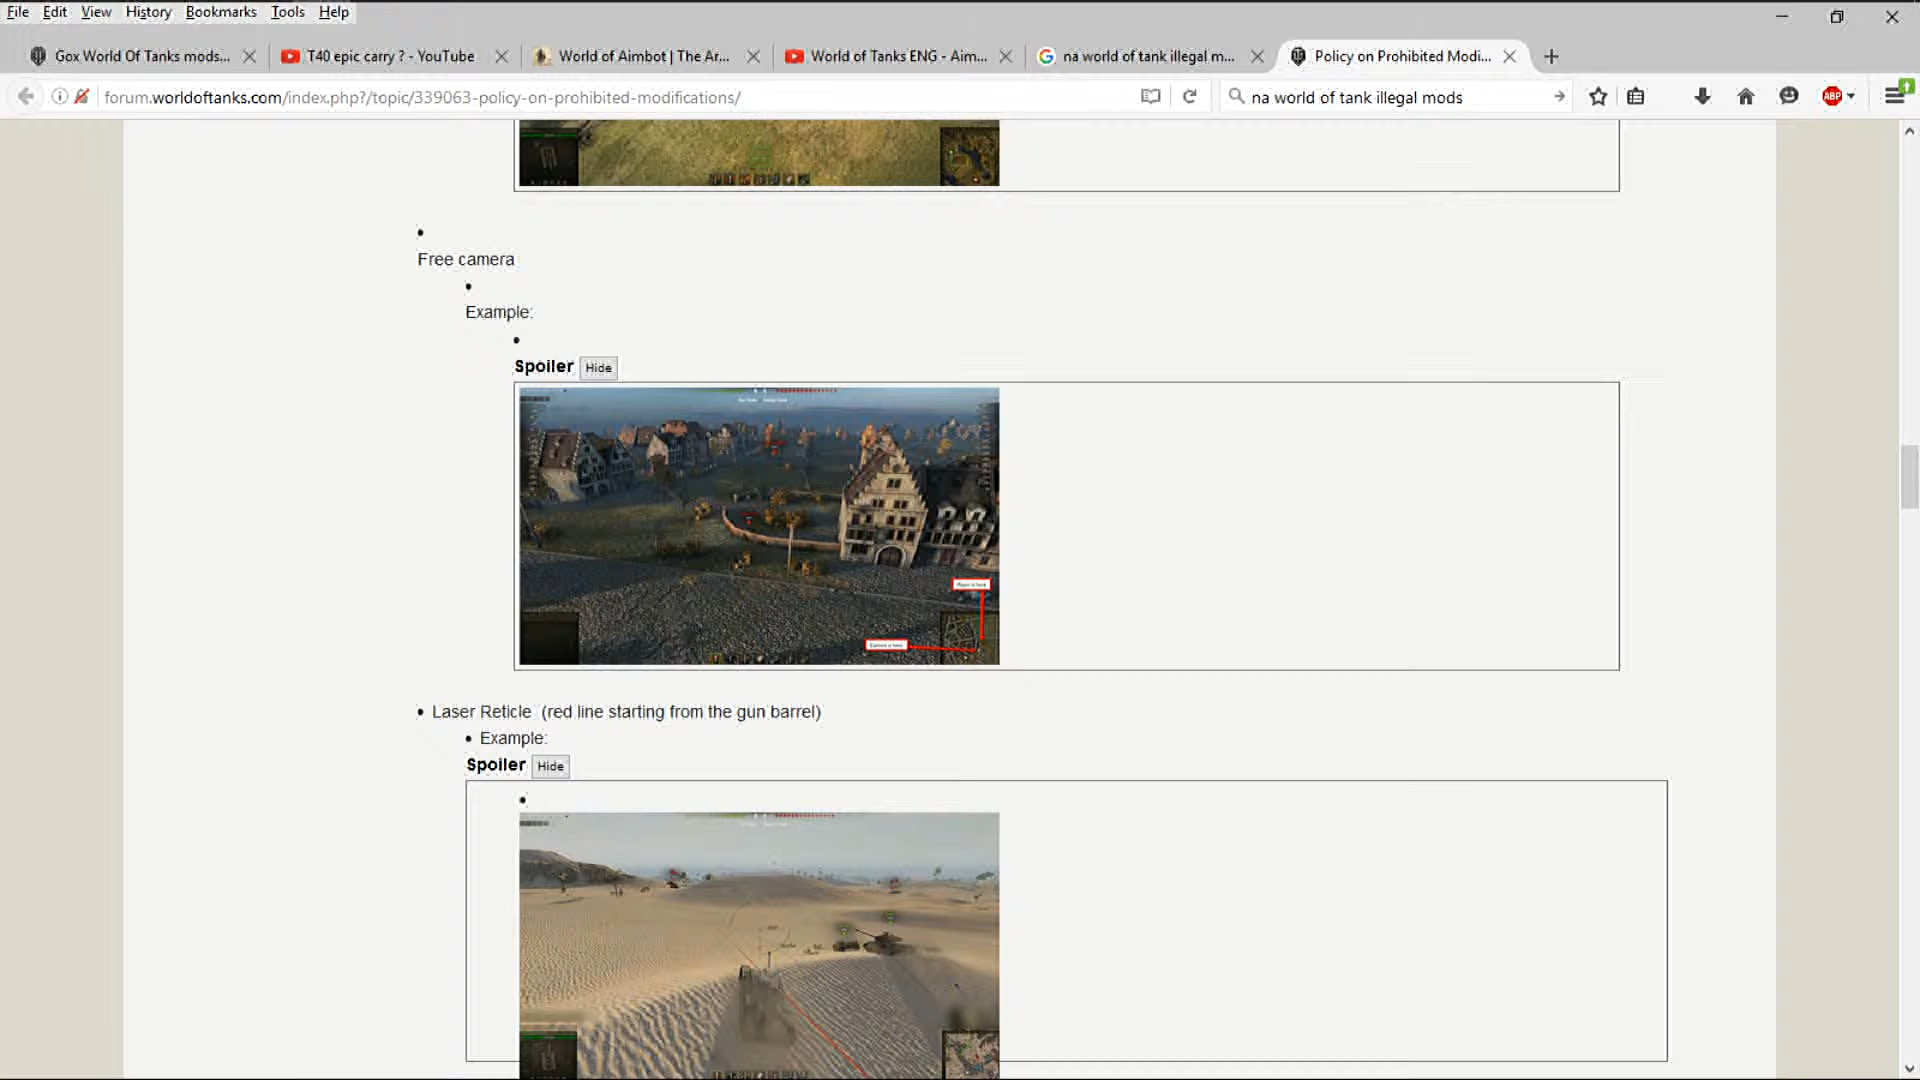 File Edit View History Bookmarks Tools Help
Gox World Of Tanks mods...
T40 epic carry ? - YouTube
World of Aimbot | The Ar...
World of Tanks ENG - Aim...
na world of tank illegal m...
Policy on Prohibited Modi...
forum.worldoftanks.com/index.php?/topic/339063-policy-on-prohibited-modifications/
na world of tank illegal mods
ABP
Free camera
Example:
Spoiler Hide
Laser Reticle (red line starting from the gun barrel)
Example:
Spoiler Hide